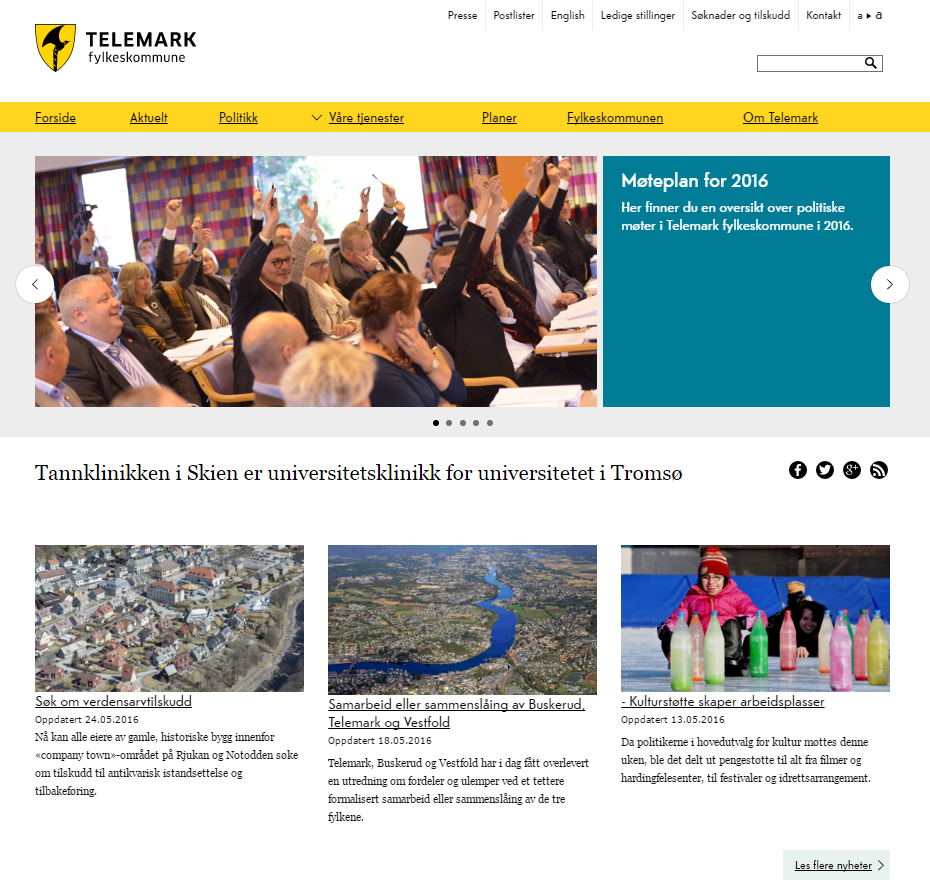 Presse
Postlister
English
Ledige stillinger
Søknader og tilskudd
Kontakt
a ▸ a
TELEMARK
fylkeskommune
Forside
Aktuelt
Politikk
Våre tjenester
Planer
Fylkeskommunen
Om Telemark
Møteplan for 2016
Her finner du en oversikt over politiske
møter i Telemark fylkeskommune i 2016.
Tannklinikken i Skien er universitetsklinikk for universitetet i Tromsø
Søk om verdensarvtilskudd
Oppdatert 24.05.2016
Nå kan alle eiere av gamle, historiske bygg innenfor
«company town»-området på Rjukan og Notodden søke
om tilskudd til antikvarisk istandsettelse og
tilbakeføring.
Samarbeid eller sammenslåing av Buskerud,
Telemark og Vestfold
Oppdatert 18.05.2016
Telemark, Buskerud og Vestfold har i dag fått overlevert
en utredning om fordeler og ulemper ved et tettere
formalisert samarbeid eller sammenslåing av de tre
fylkene.
- Kulturstøtte skaper arbeidsplasser
Oppdatert 13.05.2016
Da politikerne i hovedutvalg for kultur møttes denne
uken, ble det delt ut pengestøtte til alt fra filmer og
hardingfelesenter, til festivaler og idrettsarrangement.
Les flere nyheter